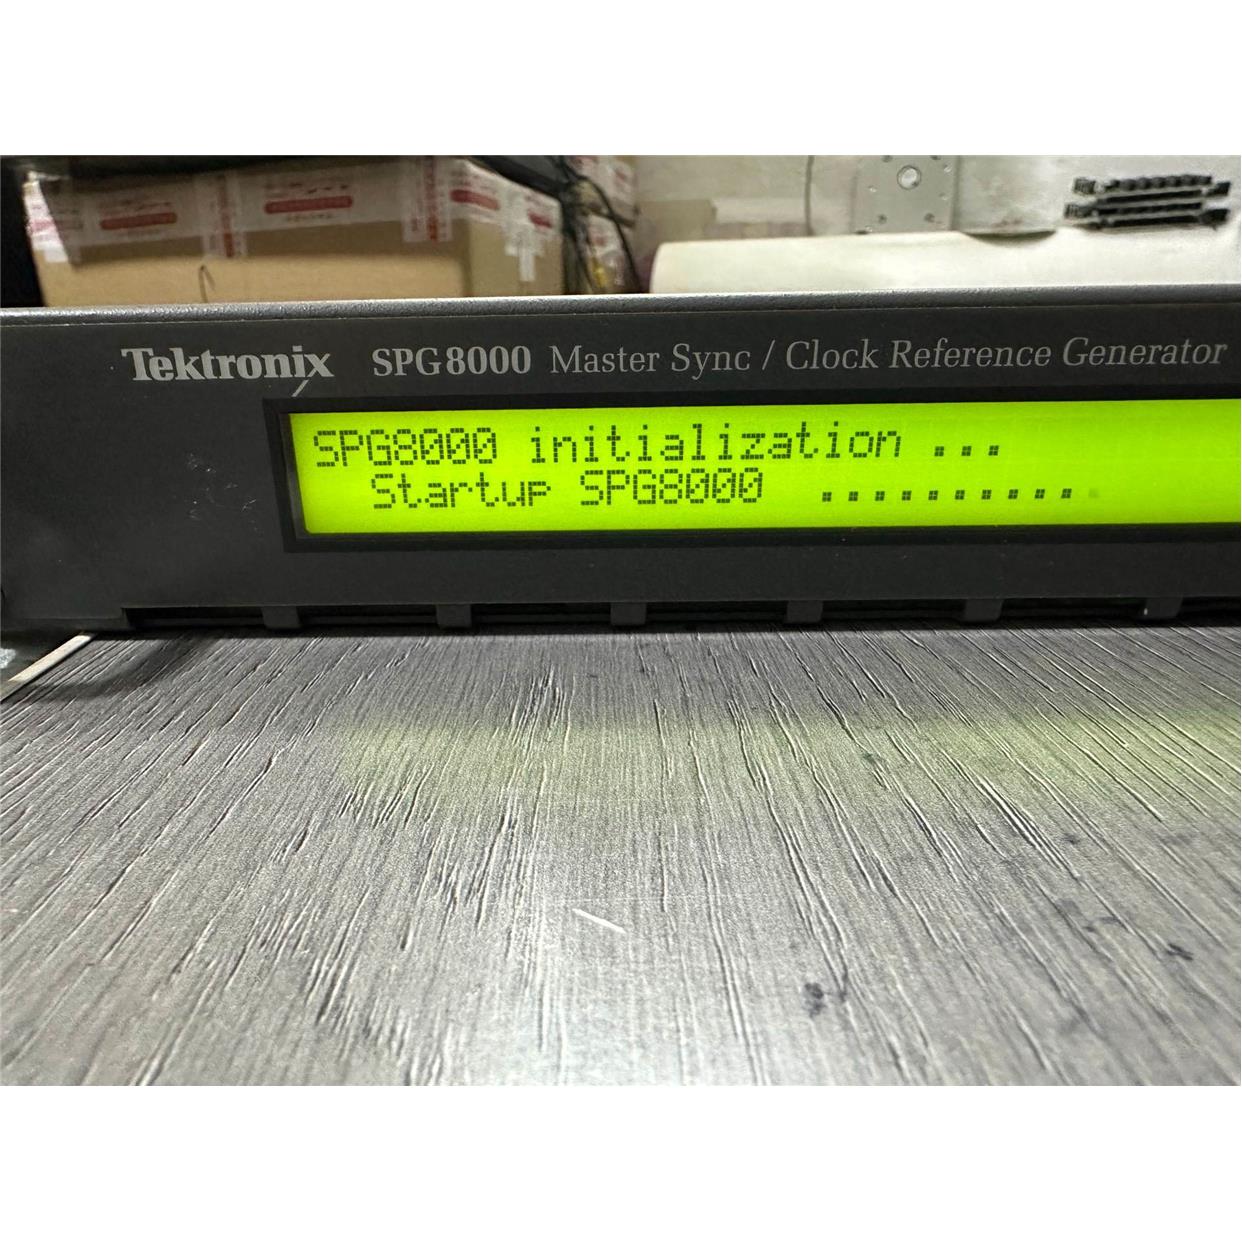 Tektronix SPG8000 Master Sync / Clock Reference Generator
SPG8000 initialization ...
Startup SPG8000 ..........